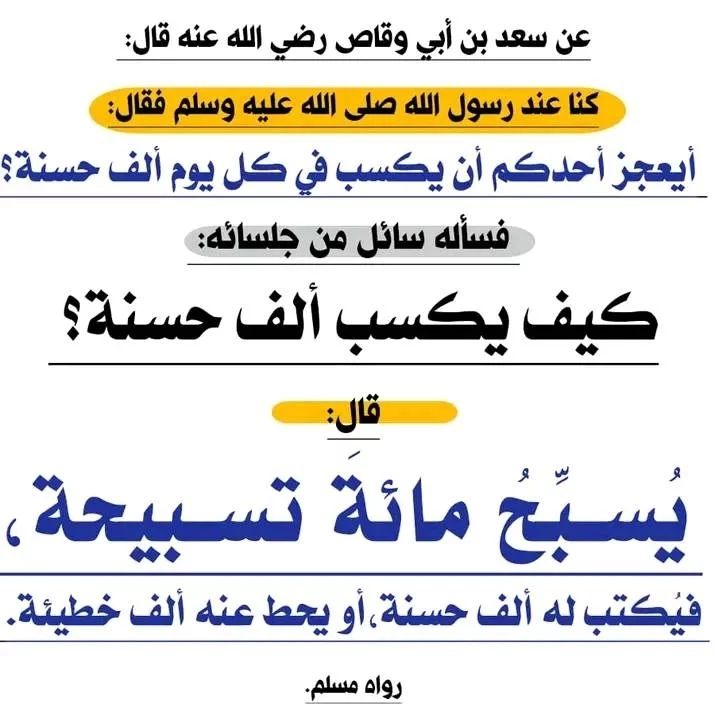 عن سعد بن أبي وقاص رضي الله عنه قال:
كنا عند رسول الله صلى الله عليه وسلم فقال:
أيعجز أحدكم أن يكسب في كل يوم ألف حسنة؟
فسأله سائل من جلسائه:
كيف يكسب ألف حسنة؟
قال:
يُسبِّحُ مائةَ تسبيحة،
فيُكتب له ألف حسنة،أو يحط عنه ألف خطيئة.
رواه مسلم.